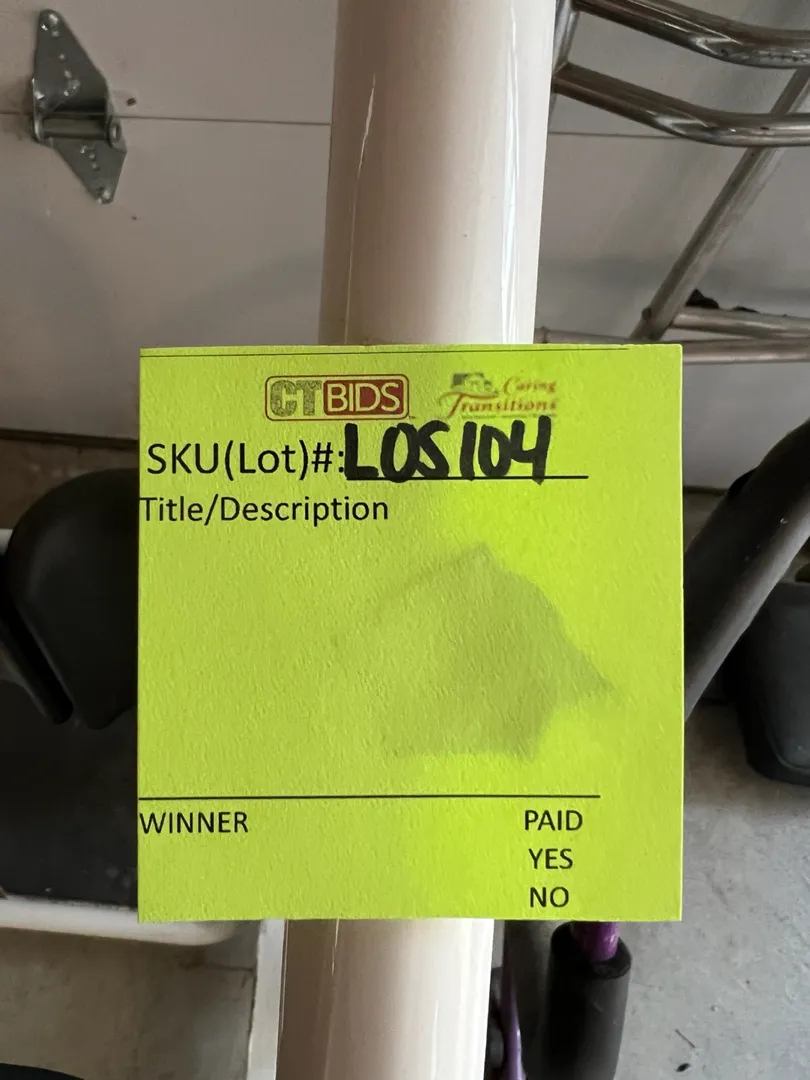 CTBIDS Caring Transitions
SKU(Lot)#:LOS104
Title/Description
WINNER PAID
YES
NO